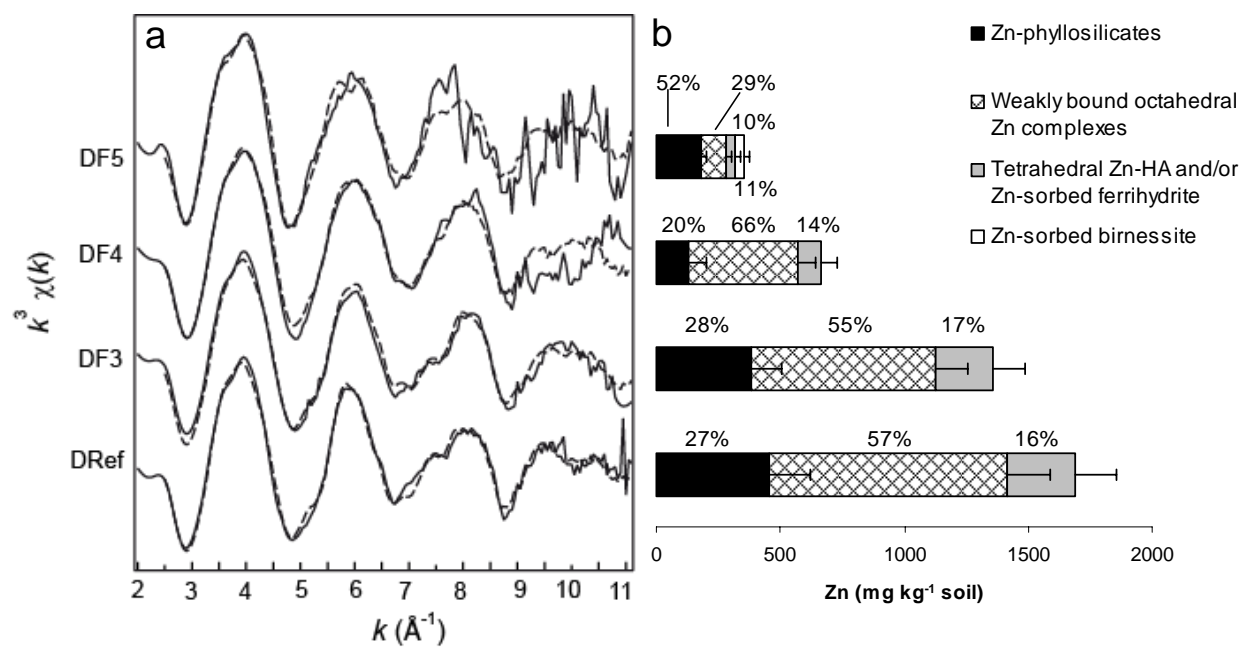 a
DF5
DF4
DF3
DRef
k³ χ(k)
2 3 4 5 6 7 8 9 10 11
k (Å⁻¹)
b
Zn-phyllosilicates
Weakly bound octahedral
Zn complexes
Tetrahedral Zn-HA and/or
Zn-sorbed ferrihydrite
Zn-sorbed birnessite
52% 29%
10%
11%
20% 66% 14%
28% 55% 17%
27% 57% 16%
0 500 1000 1500 2000
Zn (mg kg⁻¹ soil)